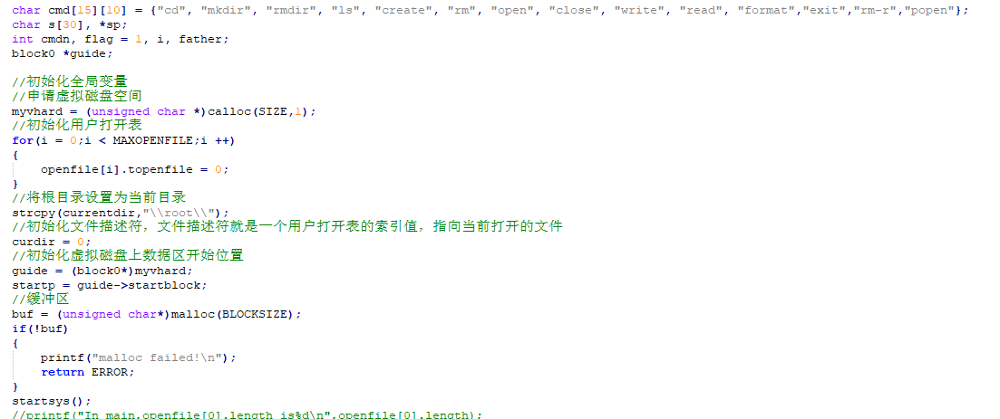 char cmd[15][10] = {"cd", "mkdir", "rmdir", "ls", "create", "rm", "open", "close", "write", "read", "format","exit","rm-r","popen"};
char s[30], *sp;
int cmdn, flag = 1, i, father;
block0 *guide;
//初始化全局变量
//申请虚拟磁盘空间
myvhard = (unsigned char *)calloc(SIZE,1);
//初始化用户打开表
for(i = 0;i < MAXOPENFILE;i ++)
{
openfile[i].topenfile = 0;
}
//将根目录设置为当前目录
strcpy(currentdir,"\\root\\");
//初始化文件描述符，文件描述符就是一个用户打开表的索引值，指向当前打开的文件
curdir = 0;
//初始化虚拟磁盘上数据区开始位置
guide = (block0*)myvhard;
startp = guide->startblock;
//缓冲区
buf = (unsigned char*)malloc(BLOCKSIZE);
if(!buf)
{
printf("malloc failed!\n");
return ERROR;
}
startsys();
//printf("In main,openfile[0].length is%d\n",openfile[0].length);